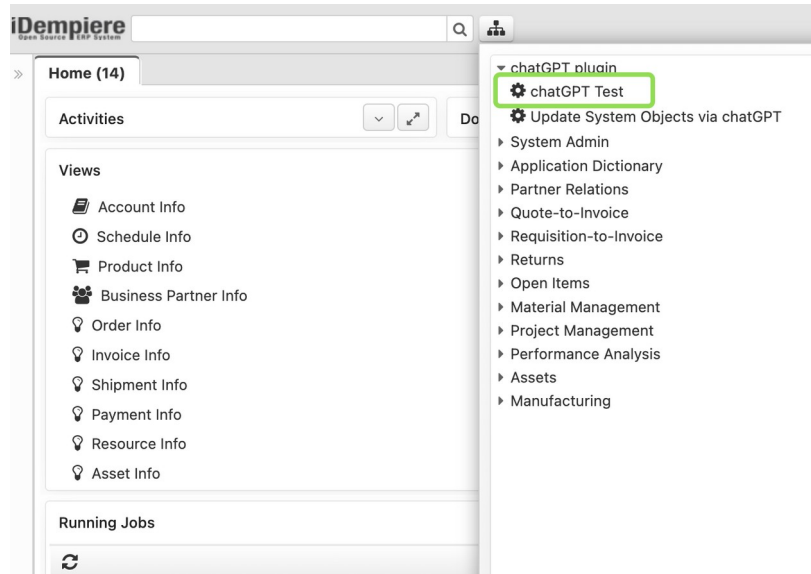 iDempiere
Open Source ERP System
Home (14)
Activities
Do
Views
Account Info
Schedule Info
Product Info
Business Partner Info
Order Info
Invoice Info
Shipment Info
Payment Info
Resource Info
Asset Info
Running Jobs
chatGPT plugin
chatGPT Test
Update System Objects via chatGPT
System Admin
Application Dictionary
Partner Relations
Quote-to-Invoice
Requisition-to-Invoice
Returns
Open Items
Material Management
Project Management
Performance Analysis
Assets
Manufacturing